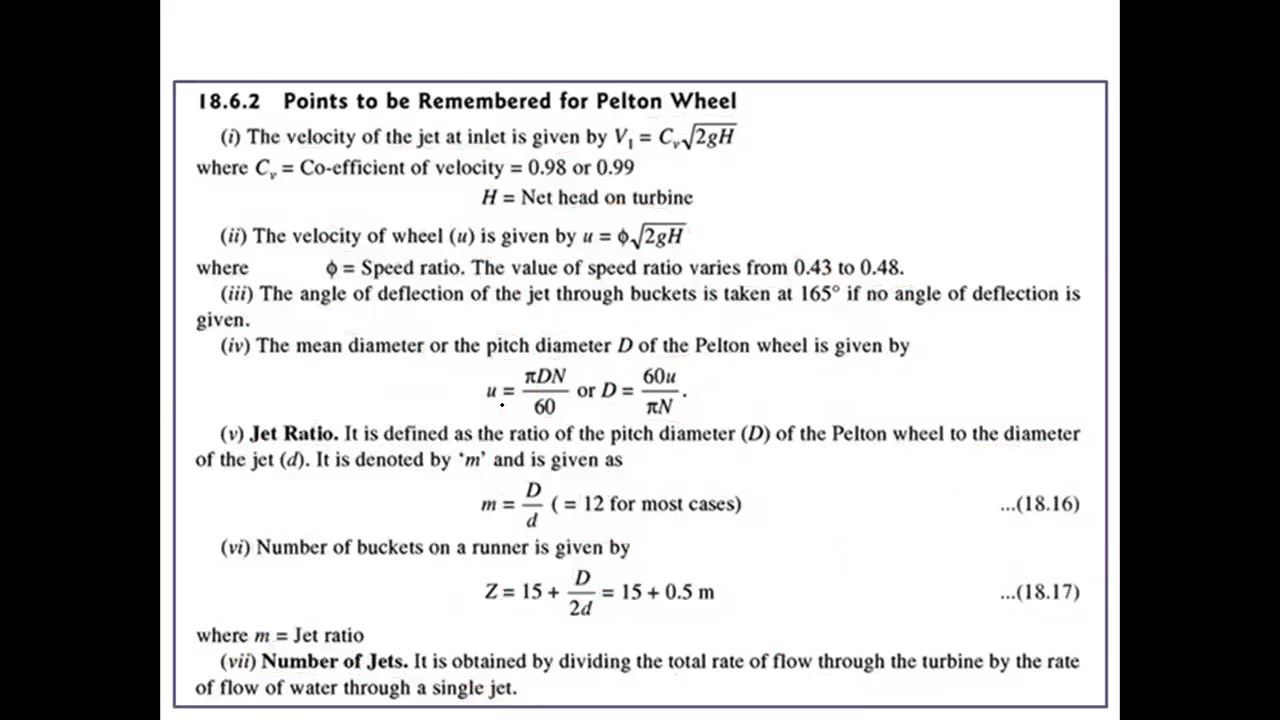 18.6.2 Points to be Remembered for Pelton Wheel
(i) The velocity of the jet at inlet is given by V₁ = Cᵥ√2gH
where Cᵥ = Co-efficient of velocity = 0.98 or 0.99
H = Net head on turbine
(ii) The velocity of wheel (u) is given by u = ϕ√2gH
where ϕ = Speed ratio. The value of speed ratio varies from 0.43 to 0.48.
(iii) The angle of deflection of the jet through buckets is taken at 165° if no angle of deflection is
given.
(iv) The mean diameter or the pitch diameter D of the Pelton wheel is given by
u = πDN/60 or D = 60u/πN.
(v) Jet Ratio. It is defined as the ratio of the pitch diameter (D) of the Pelton wheel to the diameter
of the jet (d). It is denoted by ‘m’ and is given as
m = D/d ( = 12 for most cases) ...(18.16)
(vi) Number of buckets on a runner is given by
Z = 15 + D/2d = 15 + 0.5 m ...(18.17)
where m = Jet ratio
(vii) Number of Jets. It is obtained by dividing the total rate of flow through the turbine by the rate
of flow of water through a single jet.